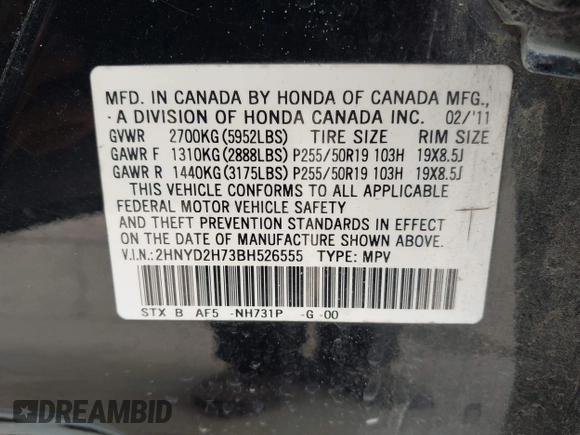 MFD. IN CANADA BY HONDA OF CANADA MFG.,
A DIVISION OF HONDA CANADA INC. 02/'11
GVWR 2700KG(5952LBS) TIRE SIZE RIM SIZE
GAWR F 1310KG(2888LBS)P255/50R19 103H 19X8.5J
GAWR R 1440KG(3175LBS)P255/50R19 103H 19X8.5J
THIS VEHICLE CONFORMS TO ALL APPLICABLE
FEDERAL MOTOR VEHICLE SAFETY
AND THEFT PREVENTION STANDARDS IN EFFECT
ON THE DATE OF MANUFACTURE SHOWN ABOVE.
V.I.N.:2HNYD2H73BH526555 TYPE: MPV
STX B AF5 -NH731P -G -00
DREAMBID